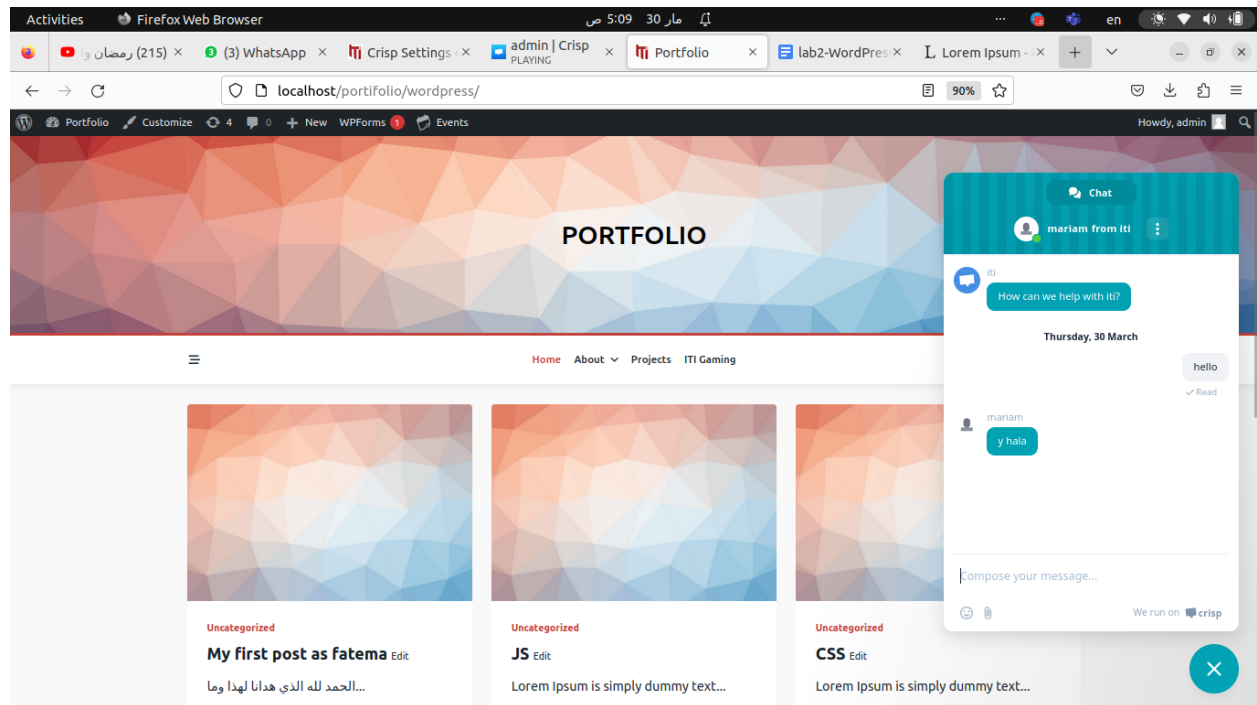 Activities Firefox Web Browser 5:09 ص 30 مار en
(215) رمضان وا
(3) WhatsApp
Crisp Settings ‹
admin | Crisp
PLAYING
Portfolio
lab2-WordPres
Lorem Ipsum - A
localhost/portifolio/wordpress/ 90%
Portfolio Customize 4 0 New WPForms 1 Events Howdy, admin
PORTFOLIO
Home About Projects ITI Gaming
Uncategorized
My first post as fatema Edit
الحمد لله الذي هدانا لهذا وما...
Uncategorized
JS Edit
Lorem Ipsum is simply dummy text...
Uncategorized
CSS Edit
Lorem Ipsum is simply dummy text...
Chat
mariam from iti
iti
How can we help with iti?
Thursday, 30 March
hello
Read
mariam
y hala
Compose your message...
We run on crisp